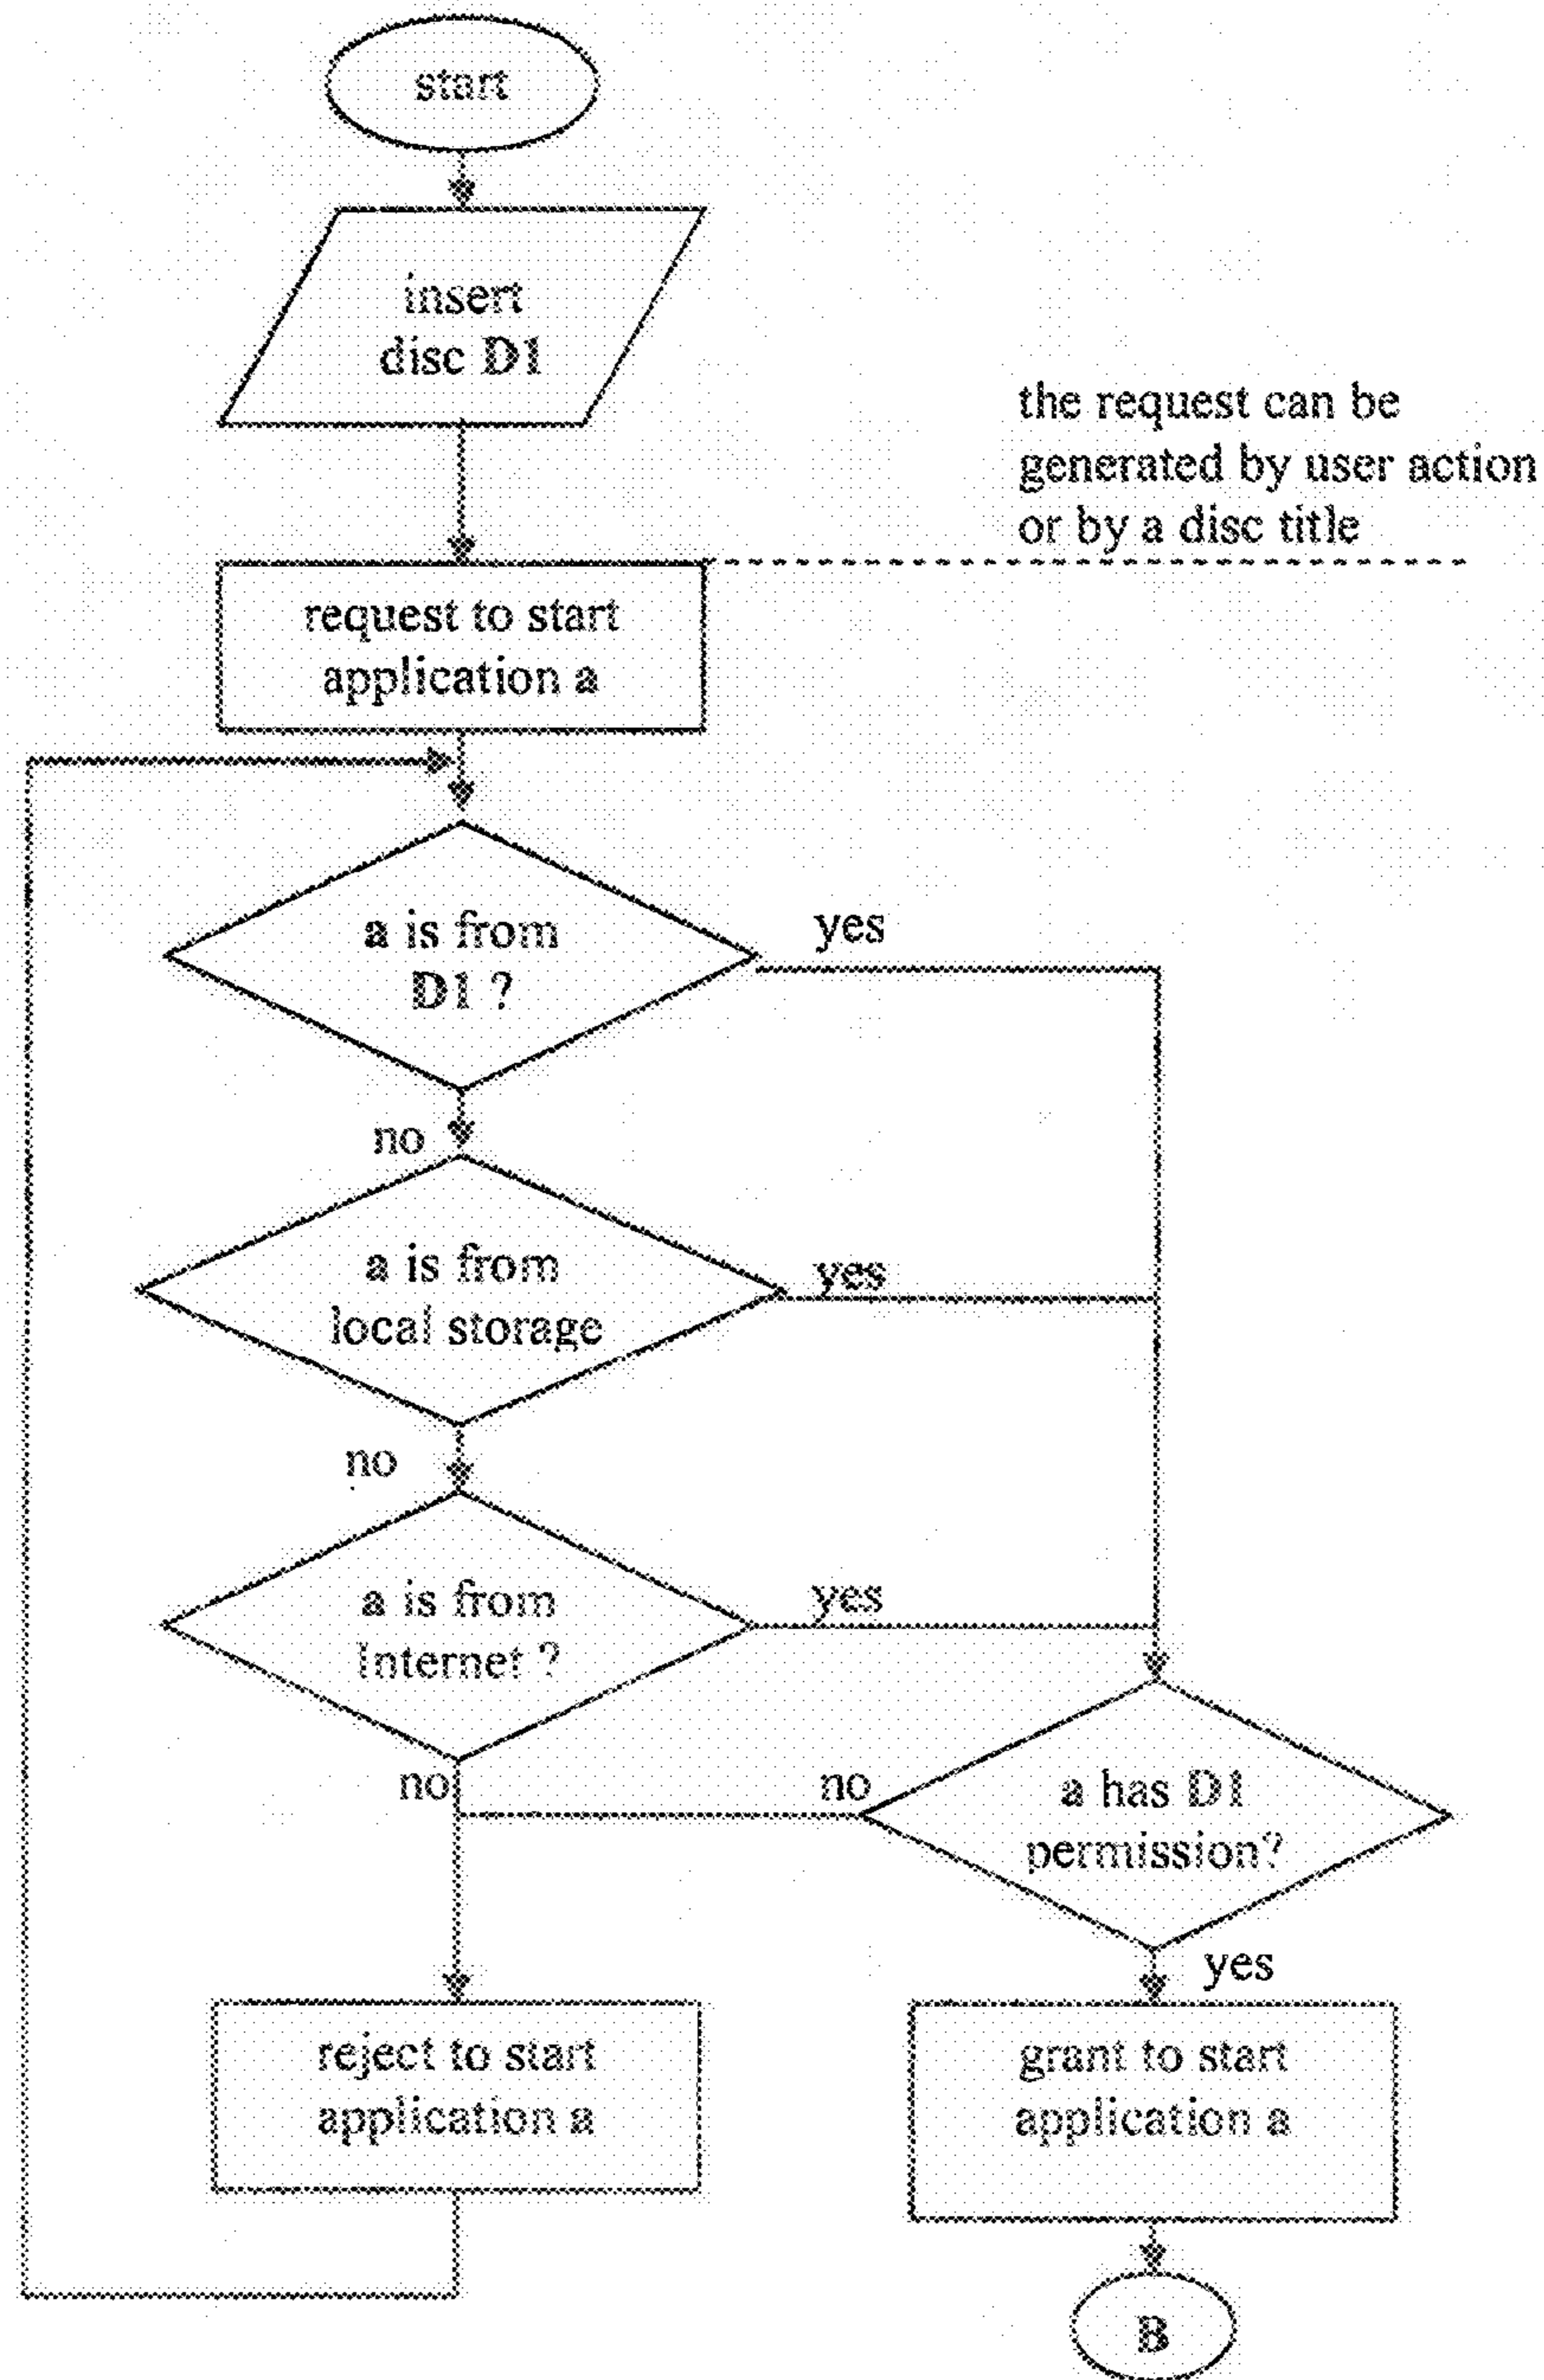 start
insert
disc D1
the request can be
generated by user action
or by a disc title
request to start
application a
a is from
D1 ?
yes
no
a is from
local storage
yes
no
a is from
Internet ?
yes
no
no
a has D1
permission?
yes
reject to start
application a
grant to start
application a
B